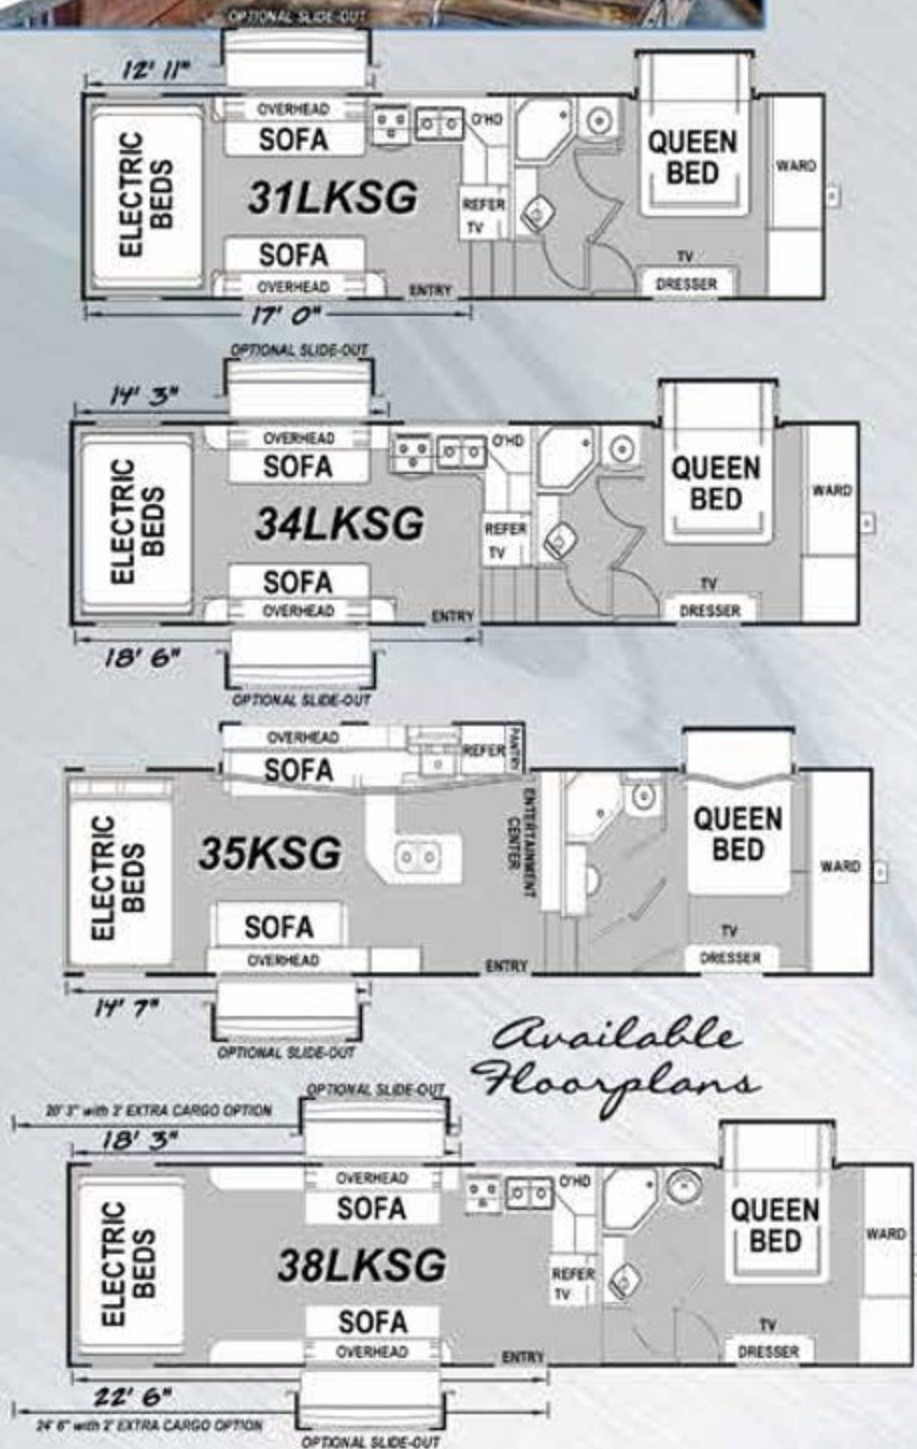 OPTIONAL SLIDE-OUT
12' 11"
OVERHEAD
SOFA
O'HD
ELECTRIC
BEDS
31LKSG
REFER
TV
QUEEN
BED
WARD
SOFA
OVERHEAD
ENTRY
TV
DRESSER
17' 0"
OPTIONAL SLIDE-OUT
14' 3"
OVERHEAD
SOFA
O'HD
ELECTRIC
BEDS
34LKSG
REFER
TV
QUEEN
BED
WARD
SOFA
OVERHEAD
ENTRY
TV
DRESSER
18' 6"
OPTIONAL SLIDE-OUT
OVERHEAD
SOFA
REFER
PANTRY
ELECTRIC
BEDS
35KSG
ENTERTAINMENT
CENTER
QUEEN
BED
WARD
SOFA
OVERHEAD
ENTRY
TV
DRESSER
14' 7"
OPTIONAL SLIDE-OUT
Available
Floorplans
OPTIONAL SLIDE-OUT
20' 3" with 2' EXTRA CARGO OPTION
18' 3"
OVERHEAD
SOFA
O'HD
ELECTRIC
BEDS
38LKSG
REFER
TV
QUEEN
BED
WARD
SOFA
OVERHEAD
ENTRY
TV
DRESSER
22' 6"
24' 6" with 2' EXTRA CARGO OPTION
OPTIONAL SLIDE-OUT